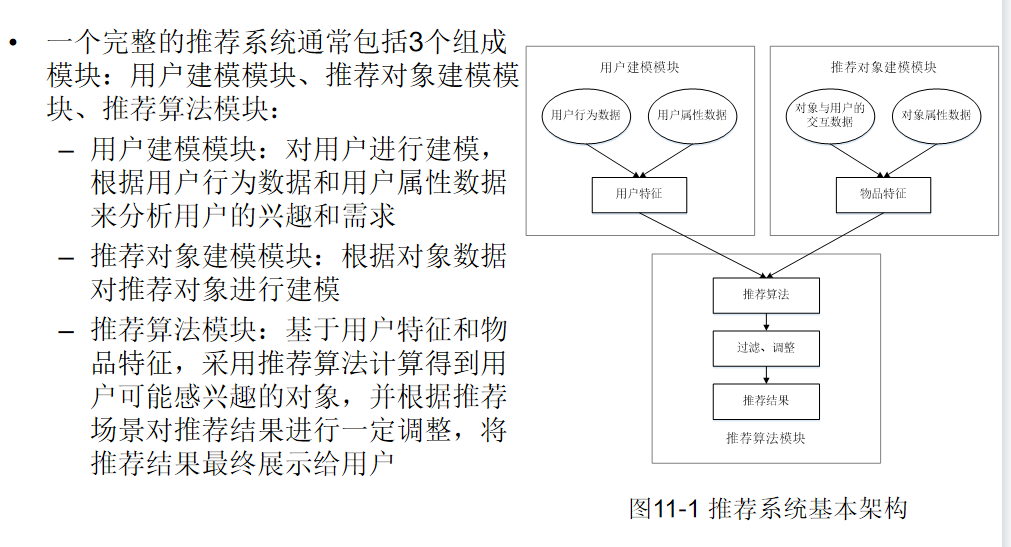 • 一个完整的推荐系统通常包括3个组成
模块：用户建模模块、推荐对象建模模
块、推荐算法模块：
– 用户建模模块：对用户进行建模，
根据用户行为数据和用户属性数据
来分析用户的兴趣和需求
– 推荐对象建模模块：根据对象数据
对推荐对象进行建模
– 推荐算法模块：基于用户特征和物
品特征，采用推荐算法计算得到用
户可能感兴趣的对象，并根据推荐
场景对推荐结果进行一定调整，将
推荐结果最终展示给用户
用户建模模块
用户行为数据
用户属性数据
用户特征
推荐对象建模模块
对象与用户的
交互数据
对象属性数据
物品特征
推荐算法
过滤、调整
推荐结果
推荐算法模块
图11-1 推荐系统基本架构